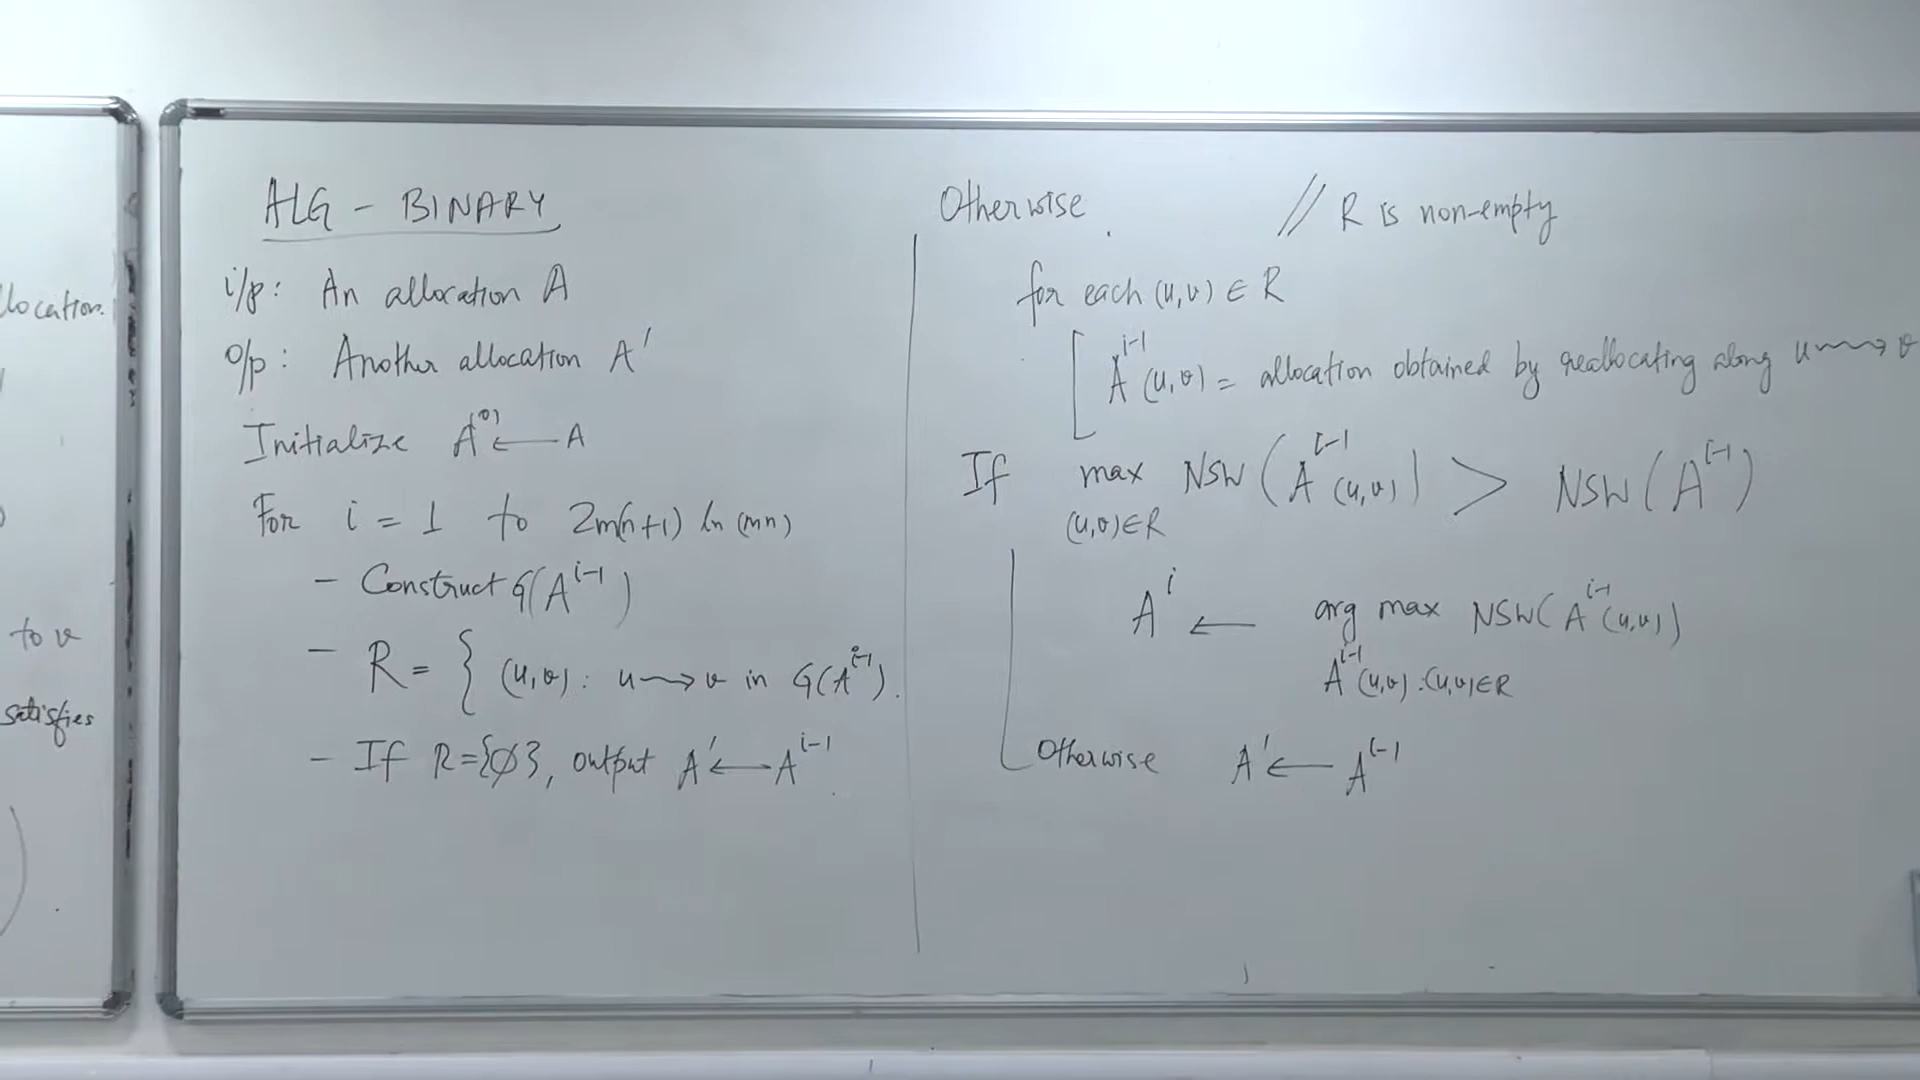 location.
to v
satisfies
ALG - BINARY
i/p: An allocation A
o/p: Another allocation A'
Initialize A^(0) ← A
For i = 1 to 2m(n+1) ln (mn)
- Construct G(A^{i-1})
- R = { (u,v): u⇝v in G(A^{i-1}).
- If R={∅}, output A' ← A^{i-1}
Otherwise // R is non-empty
for each (u,v) ∈ R
A^{i-1}(u,v) = allocation obtained by reallocating along u⇝v
If max NSW (A^{i-1}(u,v)) > NSW (A^{i-1})
(u,v)∈R
A^i ← arg max NSW( A^{i-1}(u,v))
A^{i-1}(u,v):(u,v)∈R
Otherwise A' ← A^{i-1}